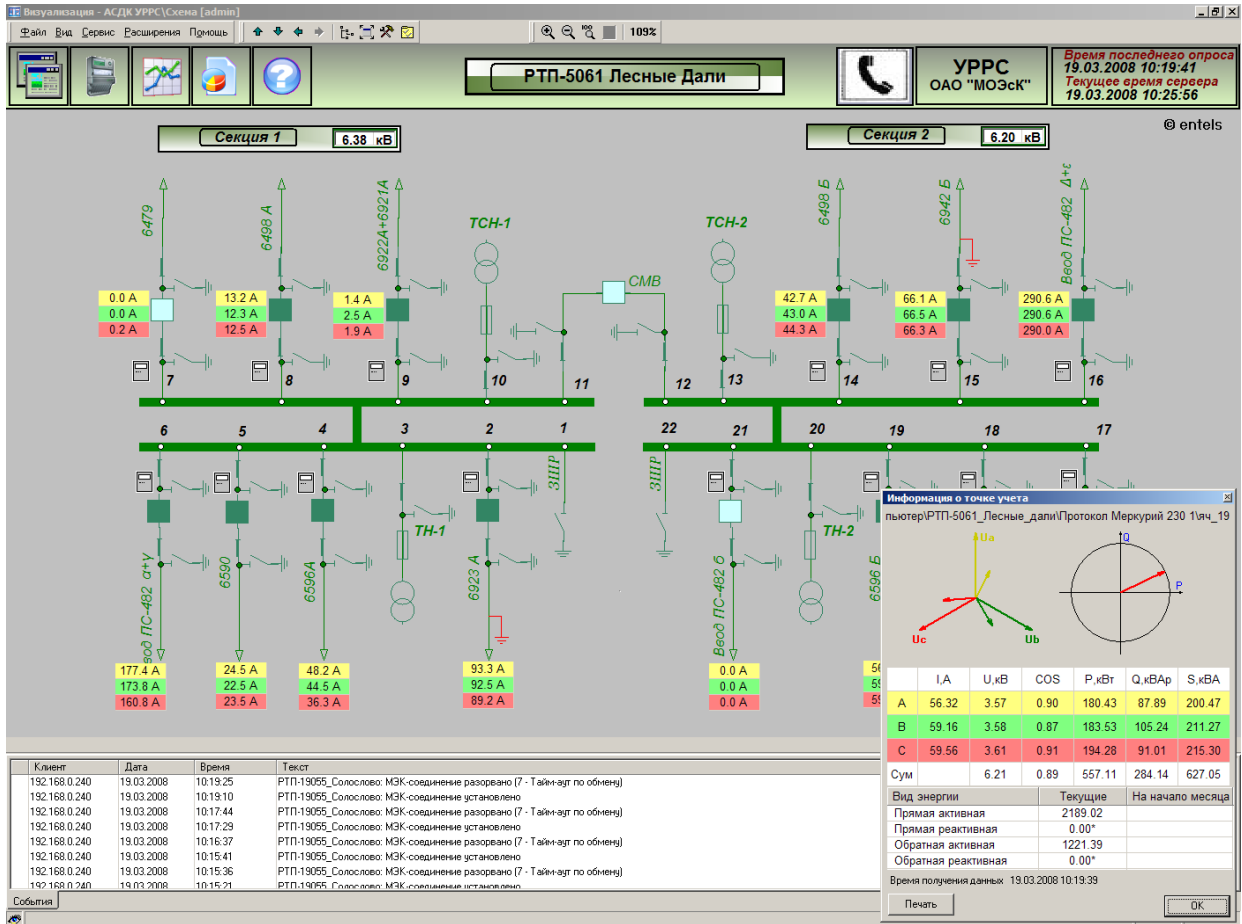 Визуализация - АСДК УРРС\Схема [admin]
Файл Вид Сервис Расширения Помощь
109%
РТП-5061 Лесные Дали
УРРС
ОАО "МОЭсК"
Время последнего опроса
19.03.2008 10:19:41
Текущее время сервера
19.03.2008 10:25:56
© entels
Секция 1 6.38 кВ
Секция 2 6.20 кВ
6479
6498 А
6922А+6921А
ТСН-1
СМВ
ТСН-2
6498 Б
6942 Б
Ввод ПС-482 Δ+ε
0.0 А
0.0 А
0.2 А
13.2 А
12.3 А
12.5 А
1.4 А
2.5 А
1.9 А
42.7 А
43.0 А
44.3 А
66.1 А
66.5 А
66.3 А
290.6 А
290.6 А
290.0 А
7 8 9 10 11 12 13 14 15 16
6 5 4 3 2 1 22 21 20 19 18 17
ЗШР
ЗШР
ТН-1
ТН-2
ввод ПС-482 α+γ
6590
6596А
6923 А
Ввод ПС-482 б
6596 Б
177.4 А
173.8 А
160.8 А
24.5 А
22.5 А
23.5 А
48.2 А
44.5 А
36.3 А
93.3 А
92.5 А
89.2 А
0.0 А
0.0 А
0.0 А
56
59
59
Информация о точке учета
пьютер\РТП-5061_Лесные_дали\Протокол Меркурий 230 1\яч_19
Ua
Uc
Ub
Q
P
I,А U,кВ COS P,кВт Q,кВАр S,кВА
A 56.32 3.57 0.90 180.43 87.89 200.47
B 59.16 3.58 0.87 183.53 105.24 211.27
C 59.56 3.61 0.91 194.28 91.01 215.30
Сум 6.21 0.89 557.11 284.14 627.05
Вид энергии Текущие На начало месяца
Прямая активная 2189.02
Прямая реактивная 0.00*
Обратная активная 1221.39
Обратная реактивная 0.00*
Время получения данных 19.03.2008 10:19:39
Печать
OK
Клиент Дата Время Текст
192.168.0.240 19.03.2008 10:19:25 РТП-19055_Солослово: МЭК-соединение разорвано (7 - Тайм-аут по обмену)
192.168.0.240 19.03.2008 10:19:10 РТП-19055_Солослово: МЭК-соединение установлено
192.168.0.240 19.03.2008 10:17:44 РТП-19055_Солослово: МЭК-соединение разорвано (7 - Тайм-аут по обмену)
192.168.0.240 19.03.2008 10:17:29 РТП-19055_Солослово: МЭК-соединение установлено
192.168.0.240 19.03.2008 10:16:37 РТП-19055_Солослово: МЭК-соединение разорвано (7 - Тайм-аут по обмену)
192.168.0.240 19.03.2008 10:15:41 РТП-19055_Солослово: МЭК-соединение установлено
192.168.0.240 19.03.2008 10:15:36 РТП-19055_Солослово: МЭК-соединение разорвано (7 - Тайм-аут по обмену)
192.168.0.240 19.03.2008 10:15:21 РТП-19055_Солослово: МЭК-соединение установлено
События